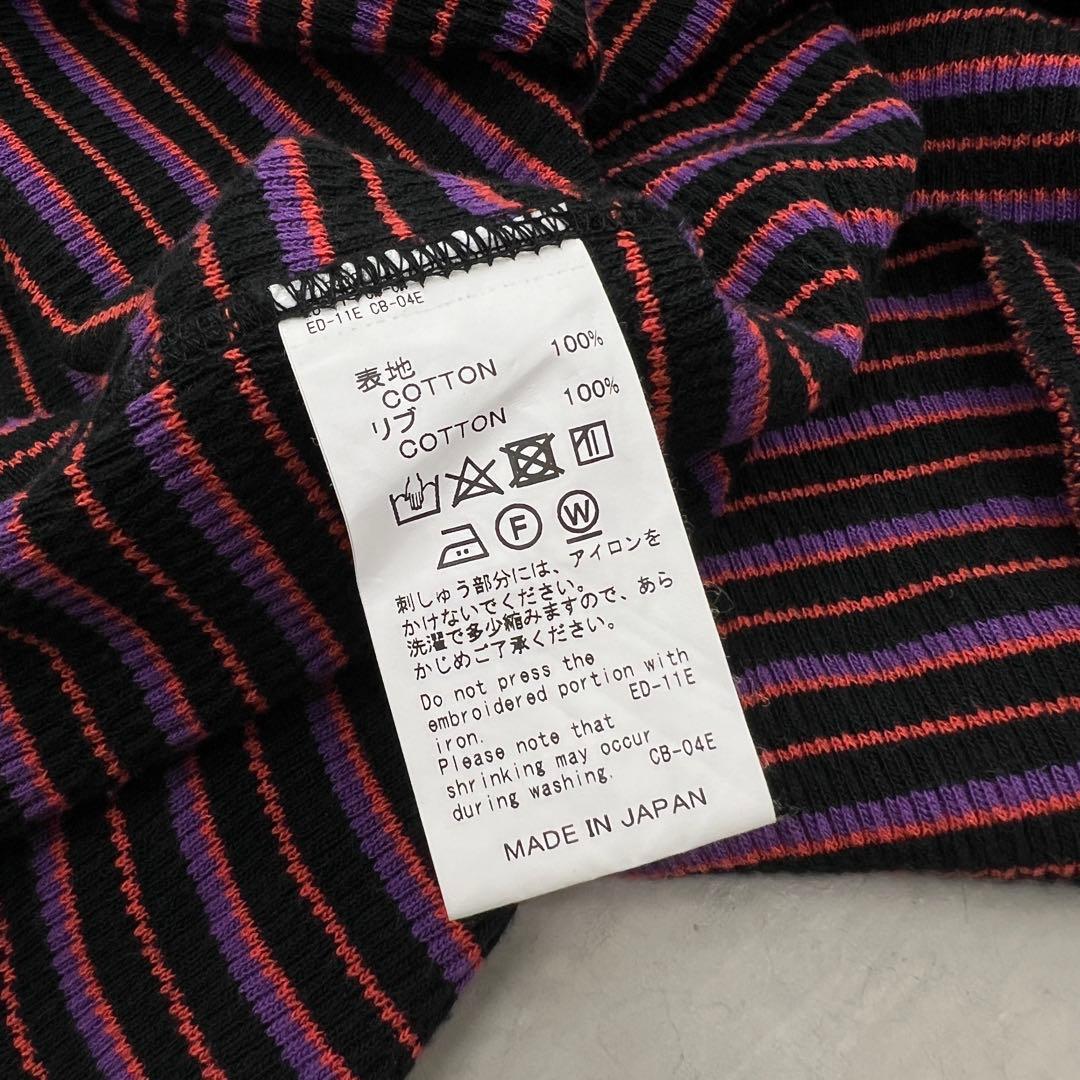 ED-11E CB-04E
表地
COTTON 100%
リブ
COTTON 100%
F W
刺しゅう部分には、アイロンを
かけないでください。
洗濯で多少縮みますので、あら
かじめご了承ください。
Do not press the
embroidered portion with
iron. ED-11E
Please note that
shrinking may occur
during washing. CB-04E
MADE IN JAPAN